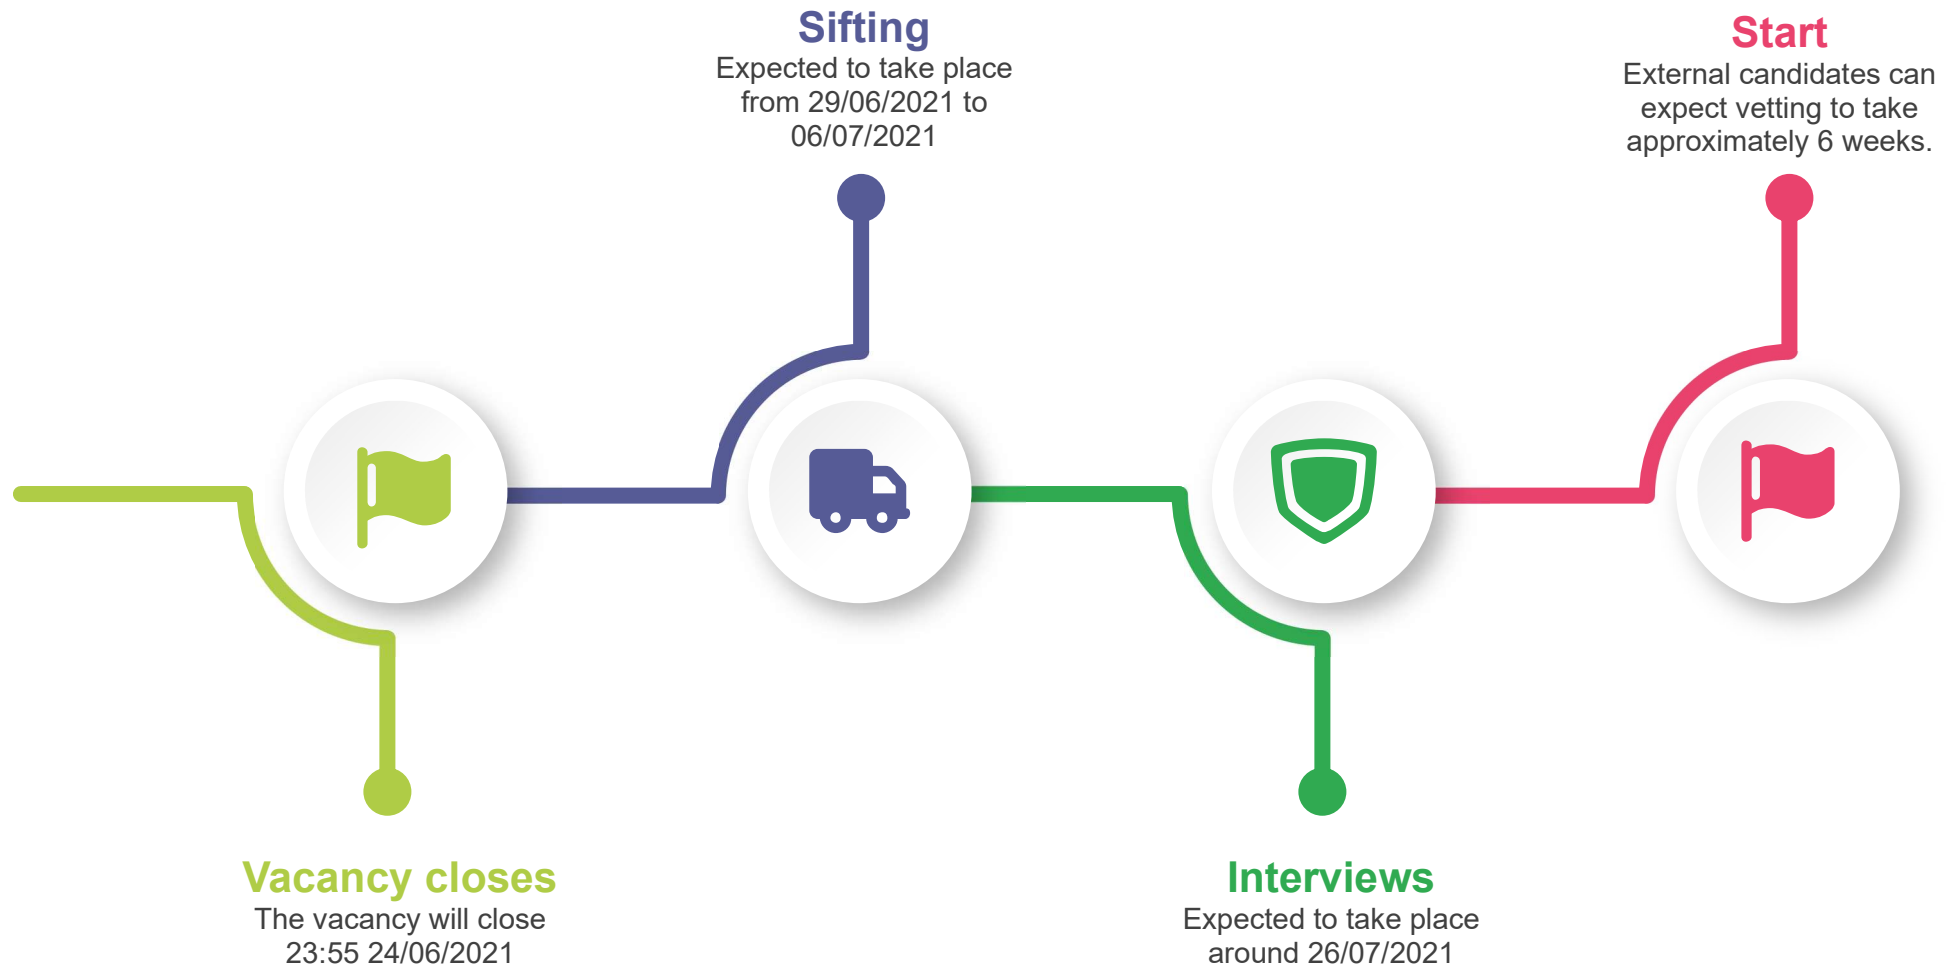 Sifting
Expected to take place
from 29/06/2021 to
06/07/2021
Start
External candidates can
expect vetting to take
approximately 6 weeks.
Vacancy closes
The vacancy will close
23:55 24/06/2021
Interviews
Expected to take place
around 26/07/2021